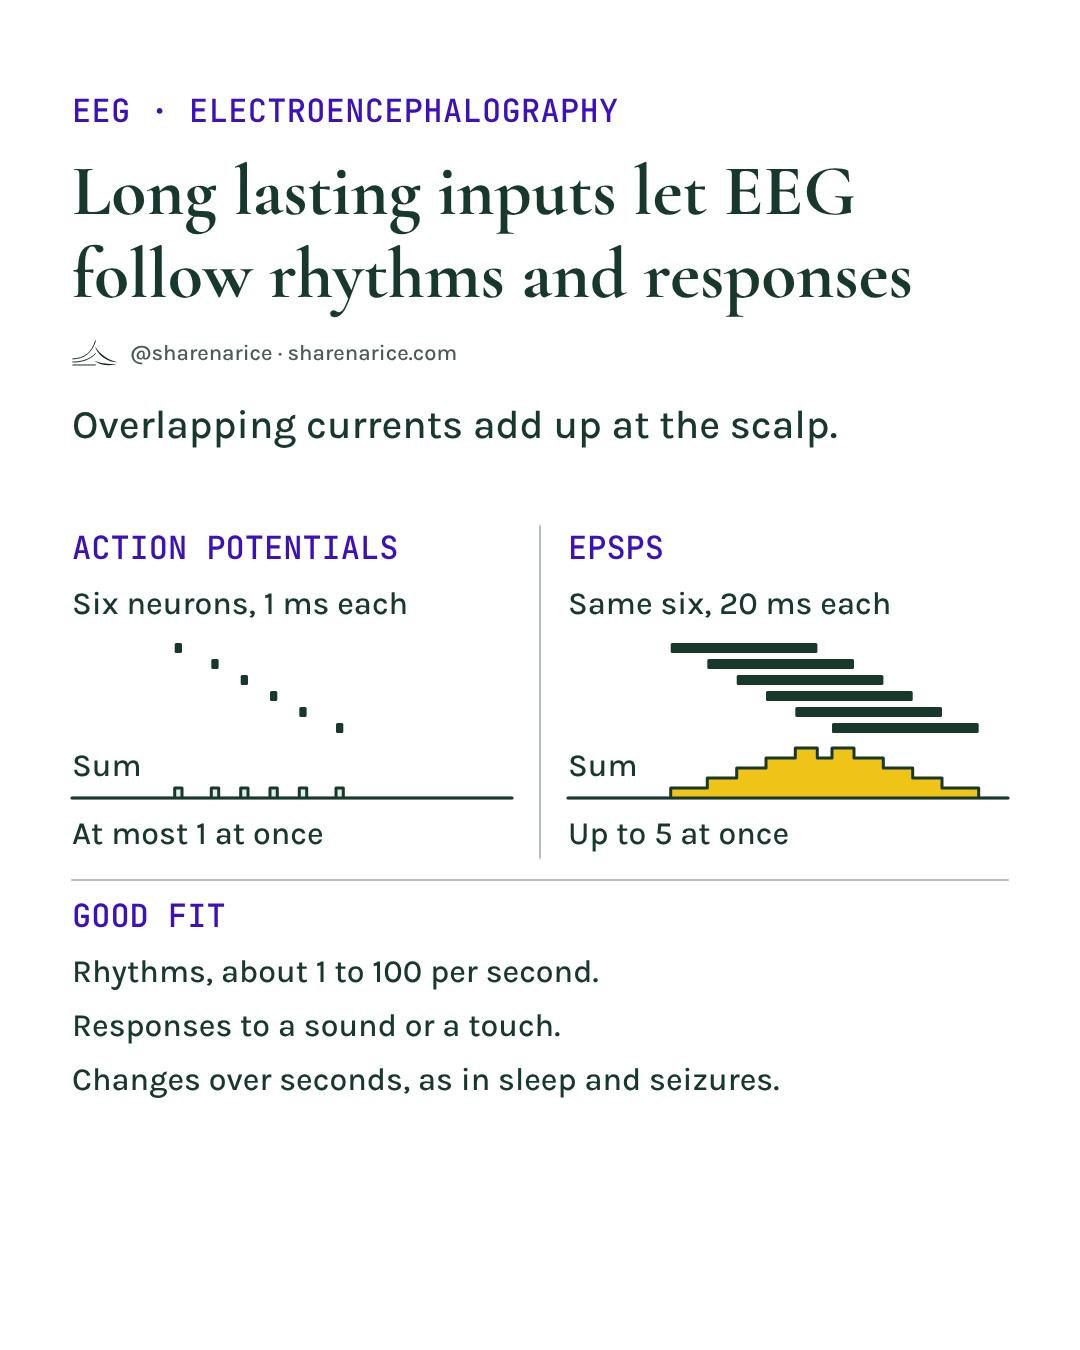 EEG · ELECTROENCEPHALOGRAPHY
Long lasting inputs let EEG
follow rhythms and responses
@sharenarice · sharenarice.com
Overlapping currents add up at the scalp.
ACTION POTENTIALS
Six neurons, 1 ms each
Sum
At most 1 at once
EPSPS
Same six, 20 ms each
Sum
Up to 5 at once
GOOD FIT
Rhythms, about 1 to 100 per second.
Responses to a sound or a touch.
Changes over seconds, as in sleep and seizures.